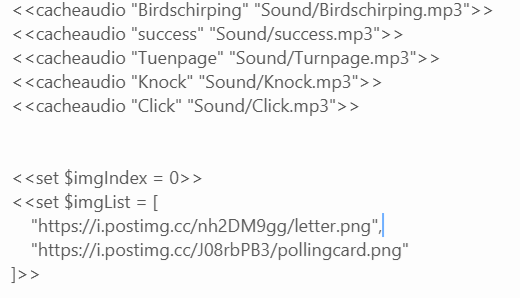 <<cacheaudio "Birdschirping" "Sound/Birdschirping.mp3">>
<<cacheaudio "success" "Sound/success.mp3">>
<<cacheaudio "Tuenpage" "Sound/Turnpage.mp3">>
<<cacheaudio "Knock" "Sound/Knock.mp3">>
<<cacheaudio "Click" "Sound/Click.mp3">>
<<set $imgIndex = 0>>
<<set $imgList = [
"https://i.postimg.cc/nh2DM9gg/letter.png",
"https://i.postimg.cc/J08rbPB3/pollingcard.png"
]>>